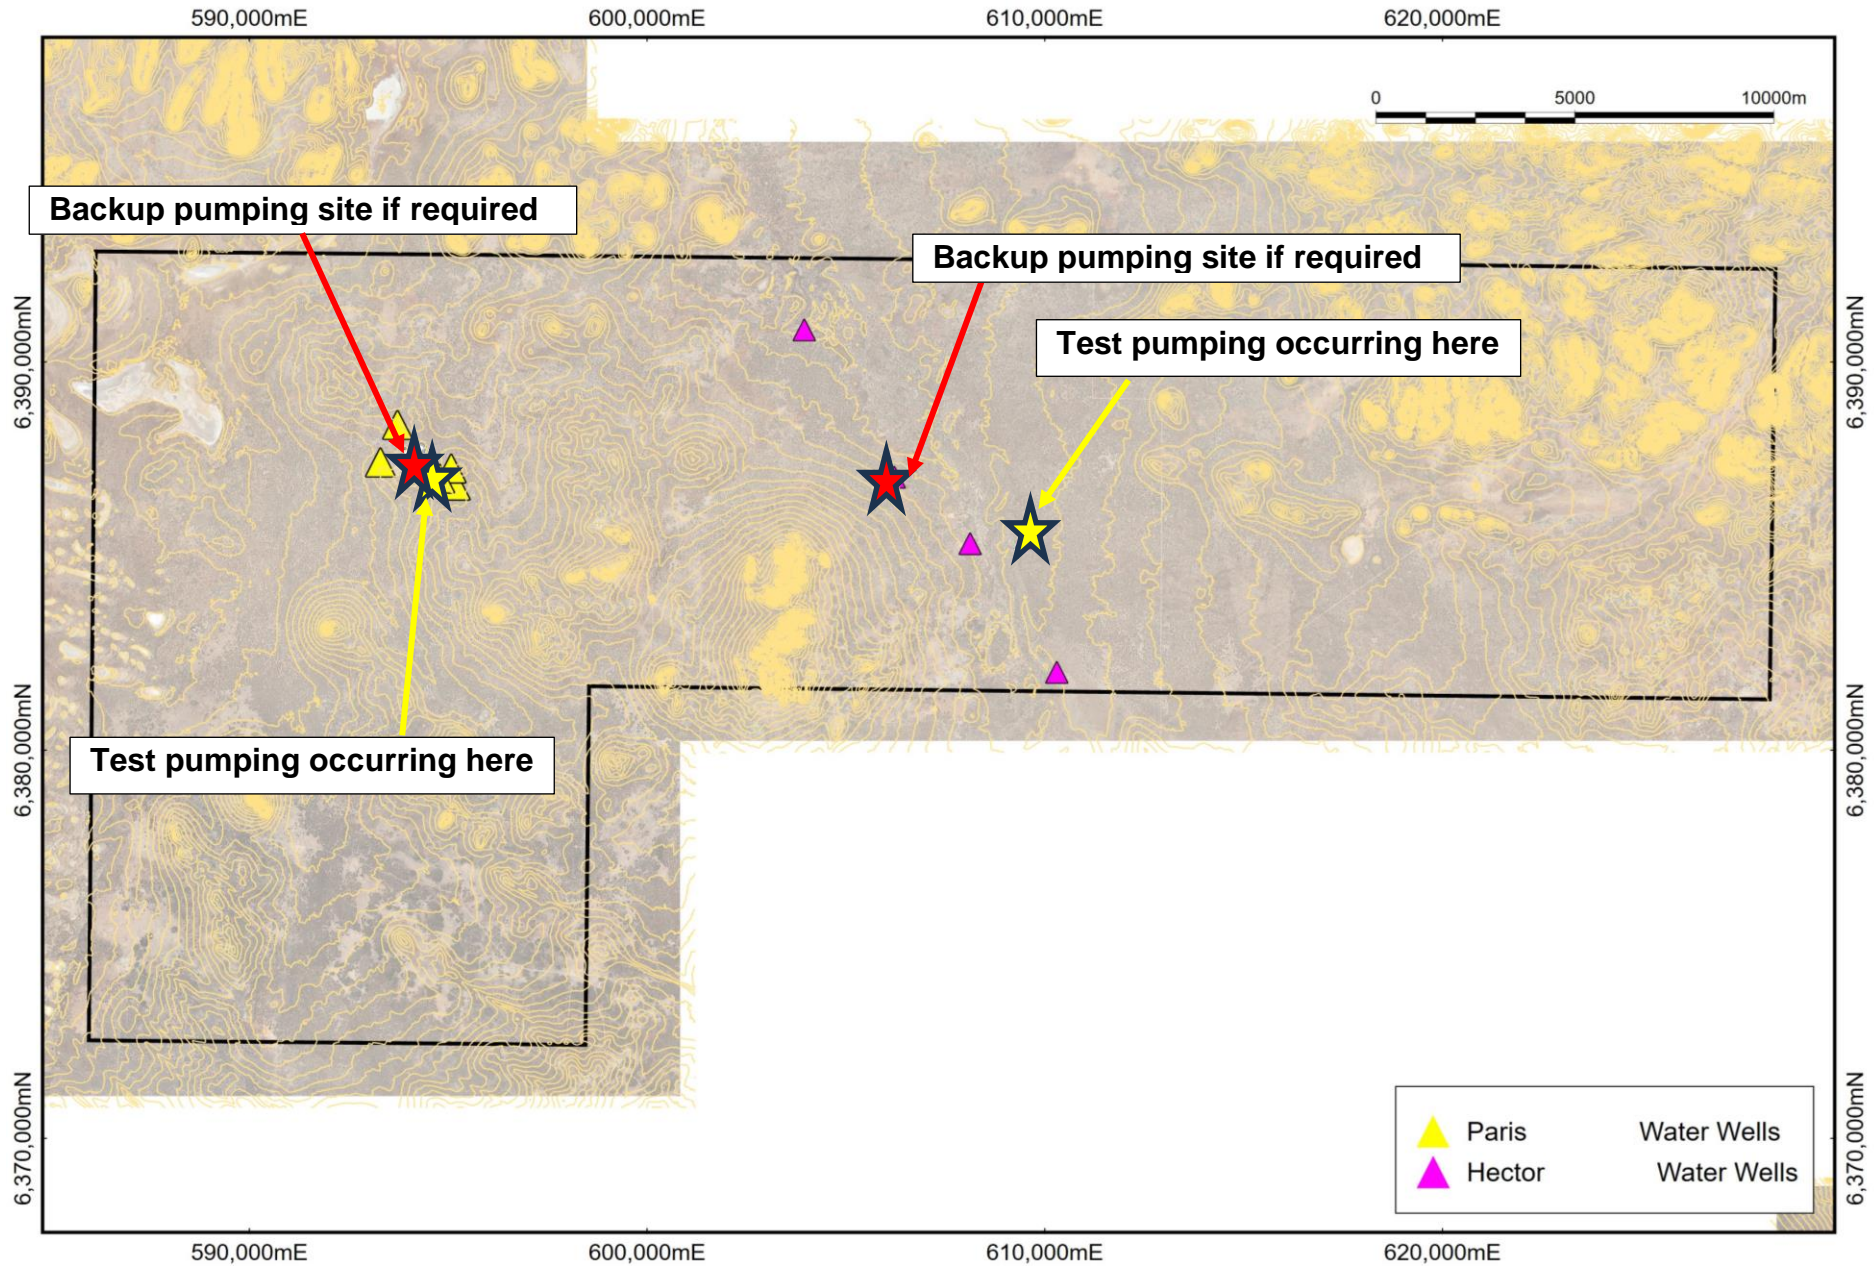 590,000mE
600,000mE
610,000mE
620,000mE
0
5000
10000m
Backup pumping site if required
Backup pumping site if required
Test pumping occurring here
6,390,000mN
6,390,000mN
Test pumping occurring here
6,380,000mN
6,380,000mN
6,370,000mN
6,370,000mN
Paris Water Wells
Hector Water Wells
590,000mE
600,000mE
610,000mE
620,000mE